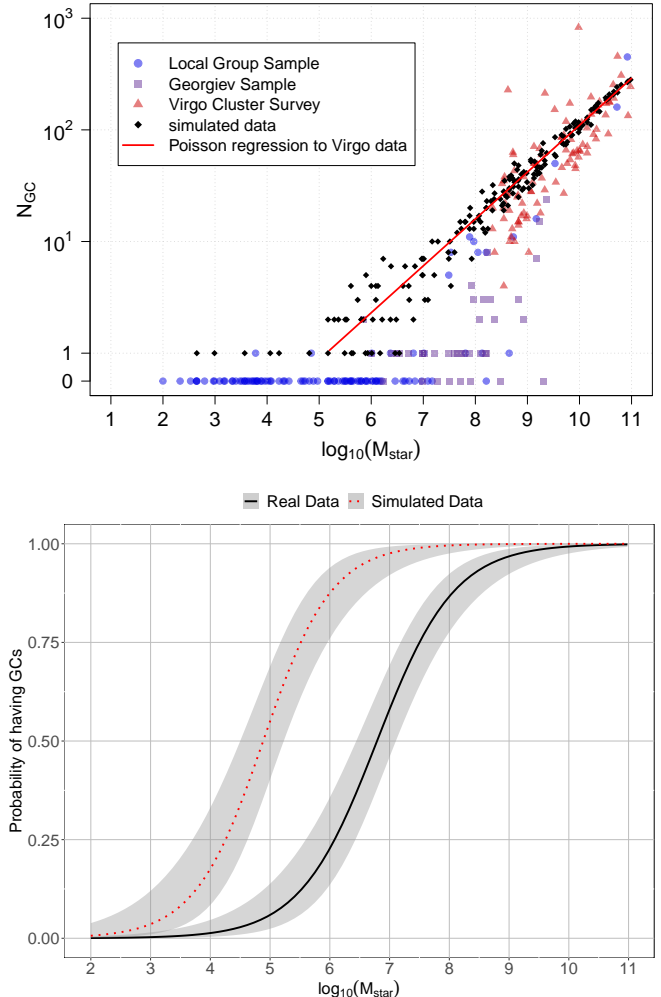 10³
10²
10¹
1
0
N_GC
Local Group Sample
Georgiev Sample
Virgo Cluster Survey
simulated data
Poisson regression to Virgo data
1 2 3 4 5 6 7 8 9 10 11
log₁₀(M_star)
Real Data Simulated Data
1.00
0.75
0.50
0.25
0.00
Probability of having GCs
2 3 4 5 6 7 8 9 10 11
log₁₀(M_star)